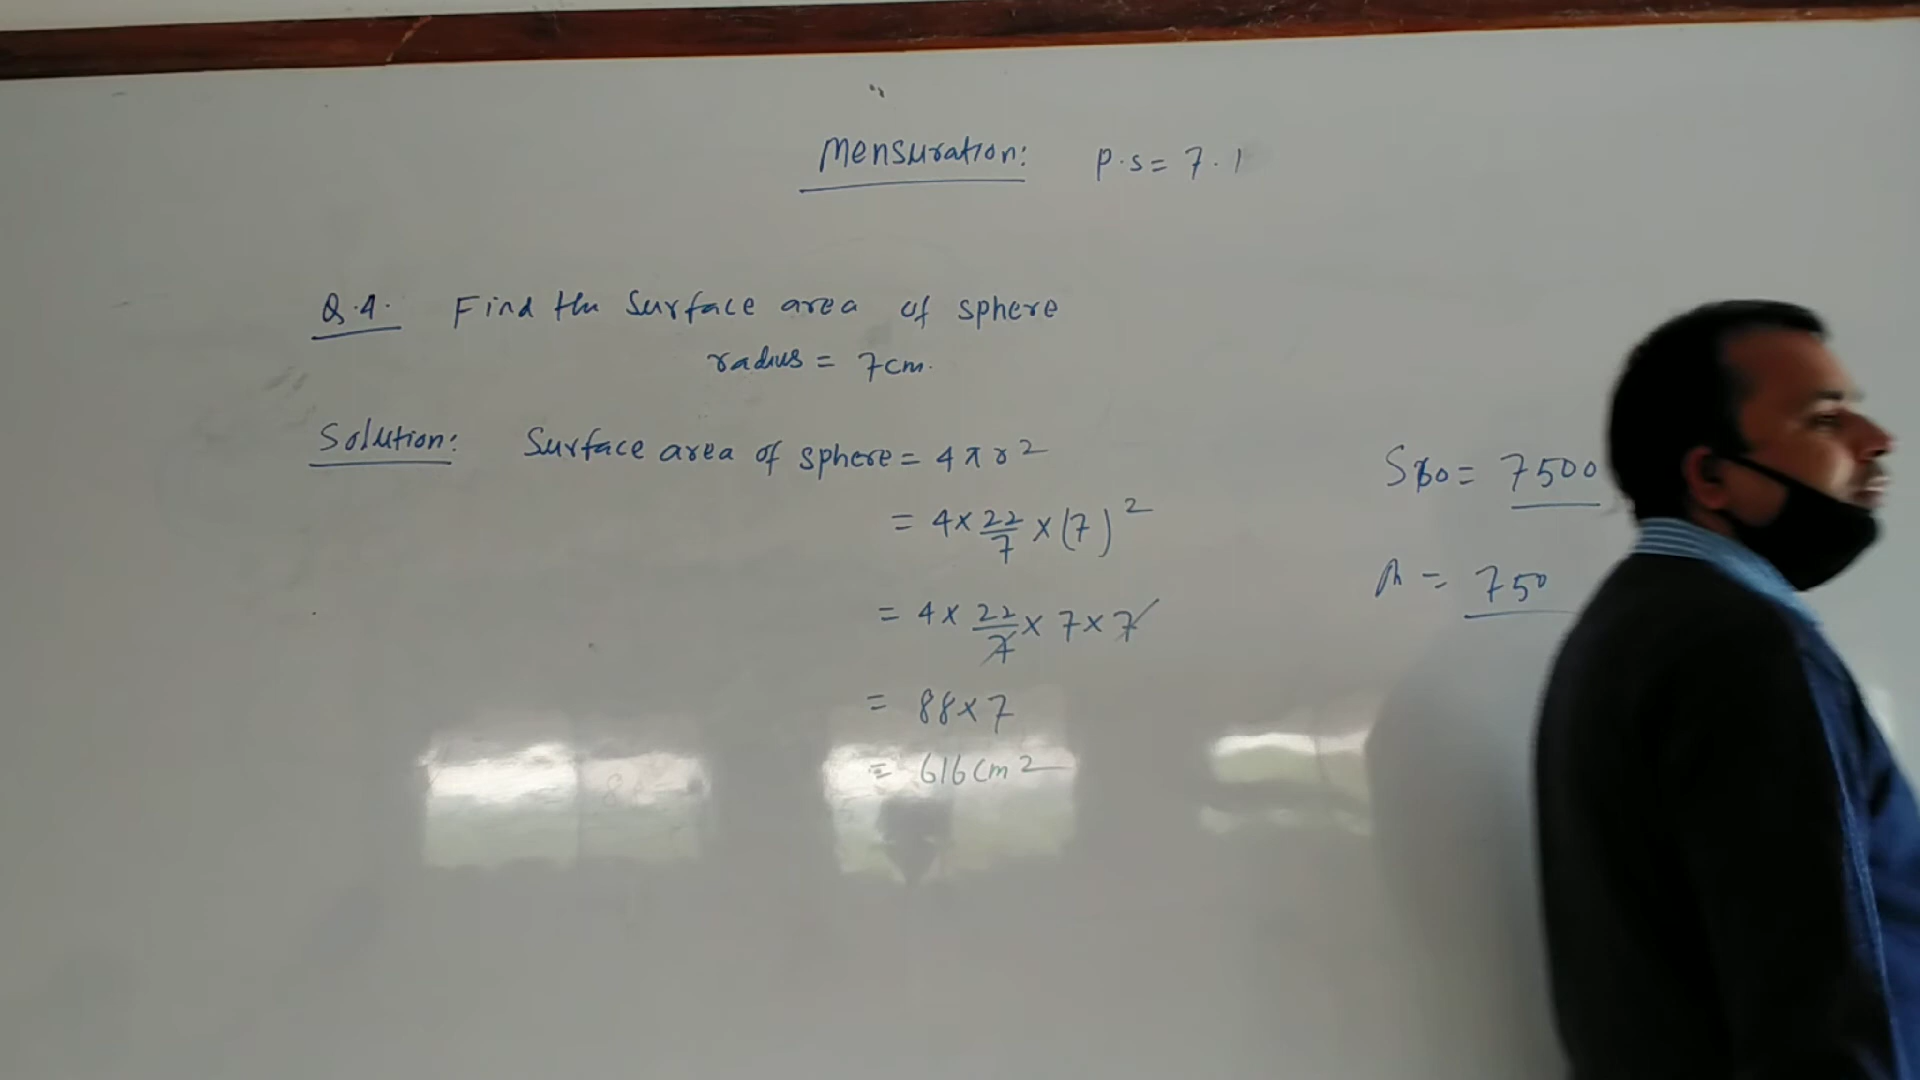 Mensuration: P.S = 7.1
Q.4. Find the Surface area of sphere
radius = 7cm.
Solution: Surface area of sphere = 4πr²
= 4 × 22/7 × (7)²
= 4 × 22/7 × 7 × 7
= 88 × 7
= 616 cm²
= 7500
= 750